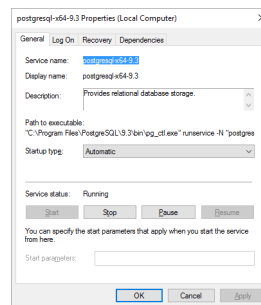 postgresql-x64-9.3 Properties (Local Computer)
General Log On Recovery Dependencies
Service name: postgresql-x64-9.3
Display name: postgresql-x64-9.3
Description: Provides relational database storage.
Path to executable:
"C:\Program Files\PostgreSQL\9.3\bin\pg_ctl.exe" runservice -N "postgres
Startup type: Automatic
Service status: Running
Start Stop Pause Resume
You can specify the start parameters that apply when you start the service
from here.
Start parameters:
OK Cancel Apply